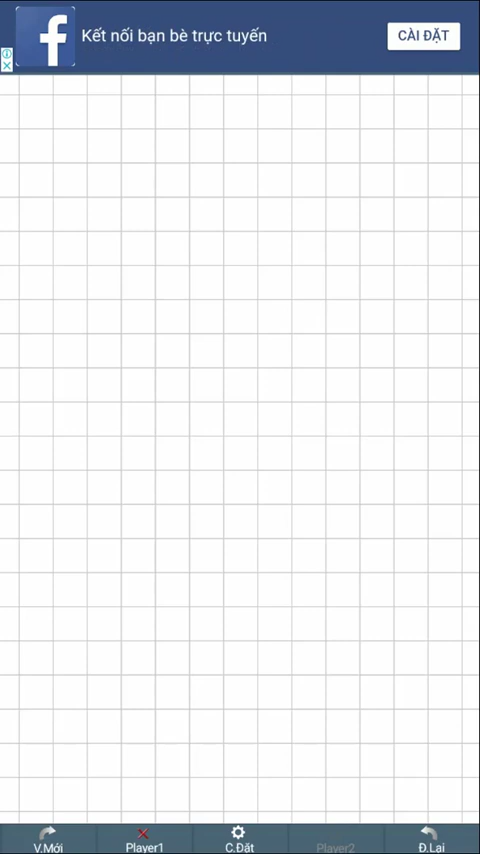 Kết nối bạn bè trực tuyến
CÀI ĐẶT
V.Mới
Player1
C.Đặt
Player2
Đ.Lại